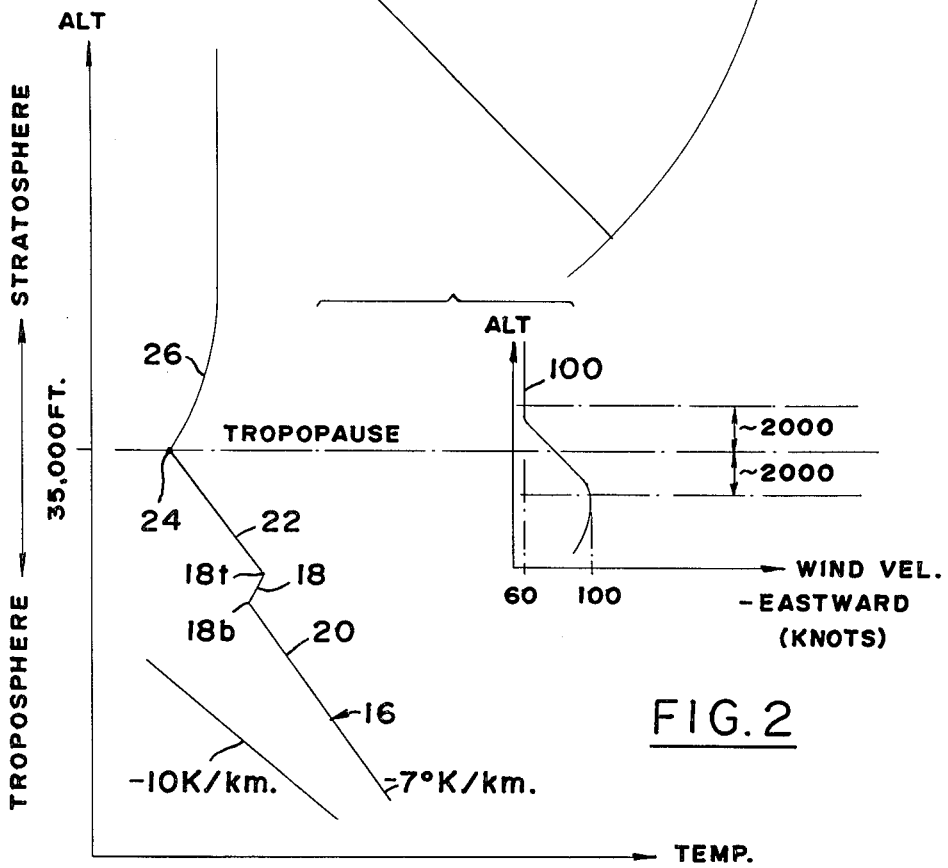 ALT
STRATOSPHERE
26
ALT
100
~2000
TROPOPAUSE
35,000FT.
~2000
24
22
18t
18
18b
60
100
WIND VEL.
-EASTWARD
(KNOTS)
20
TROPOSPHERE
16
FIG. 2
-10K/km.
-7°K/km.
TEMP.